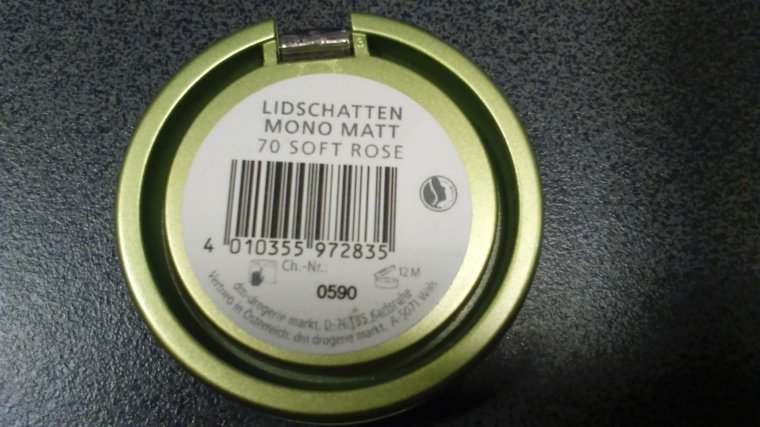 LIDSCHATTEN
MONO MATT
70 SOFT ROSE
4 010355 972835
Ch.-Nr.:
12 M
0590
dm-drogerie markt, D-76185 Karlsruhe
Vertrieb in Österreich: dm drogerie markt, A-5071 Wals